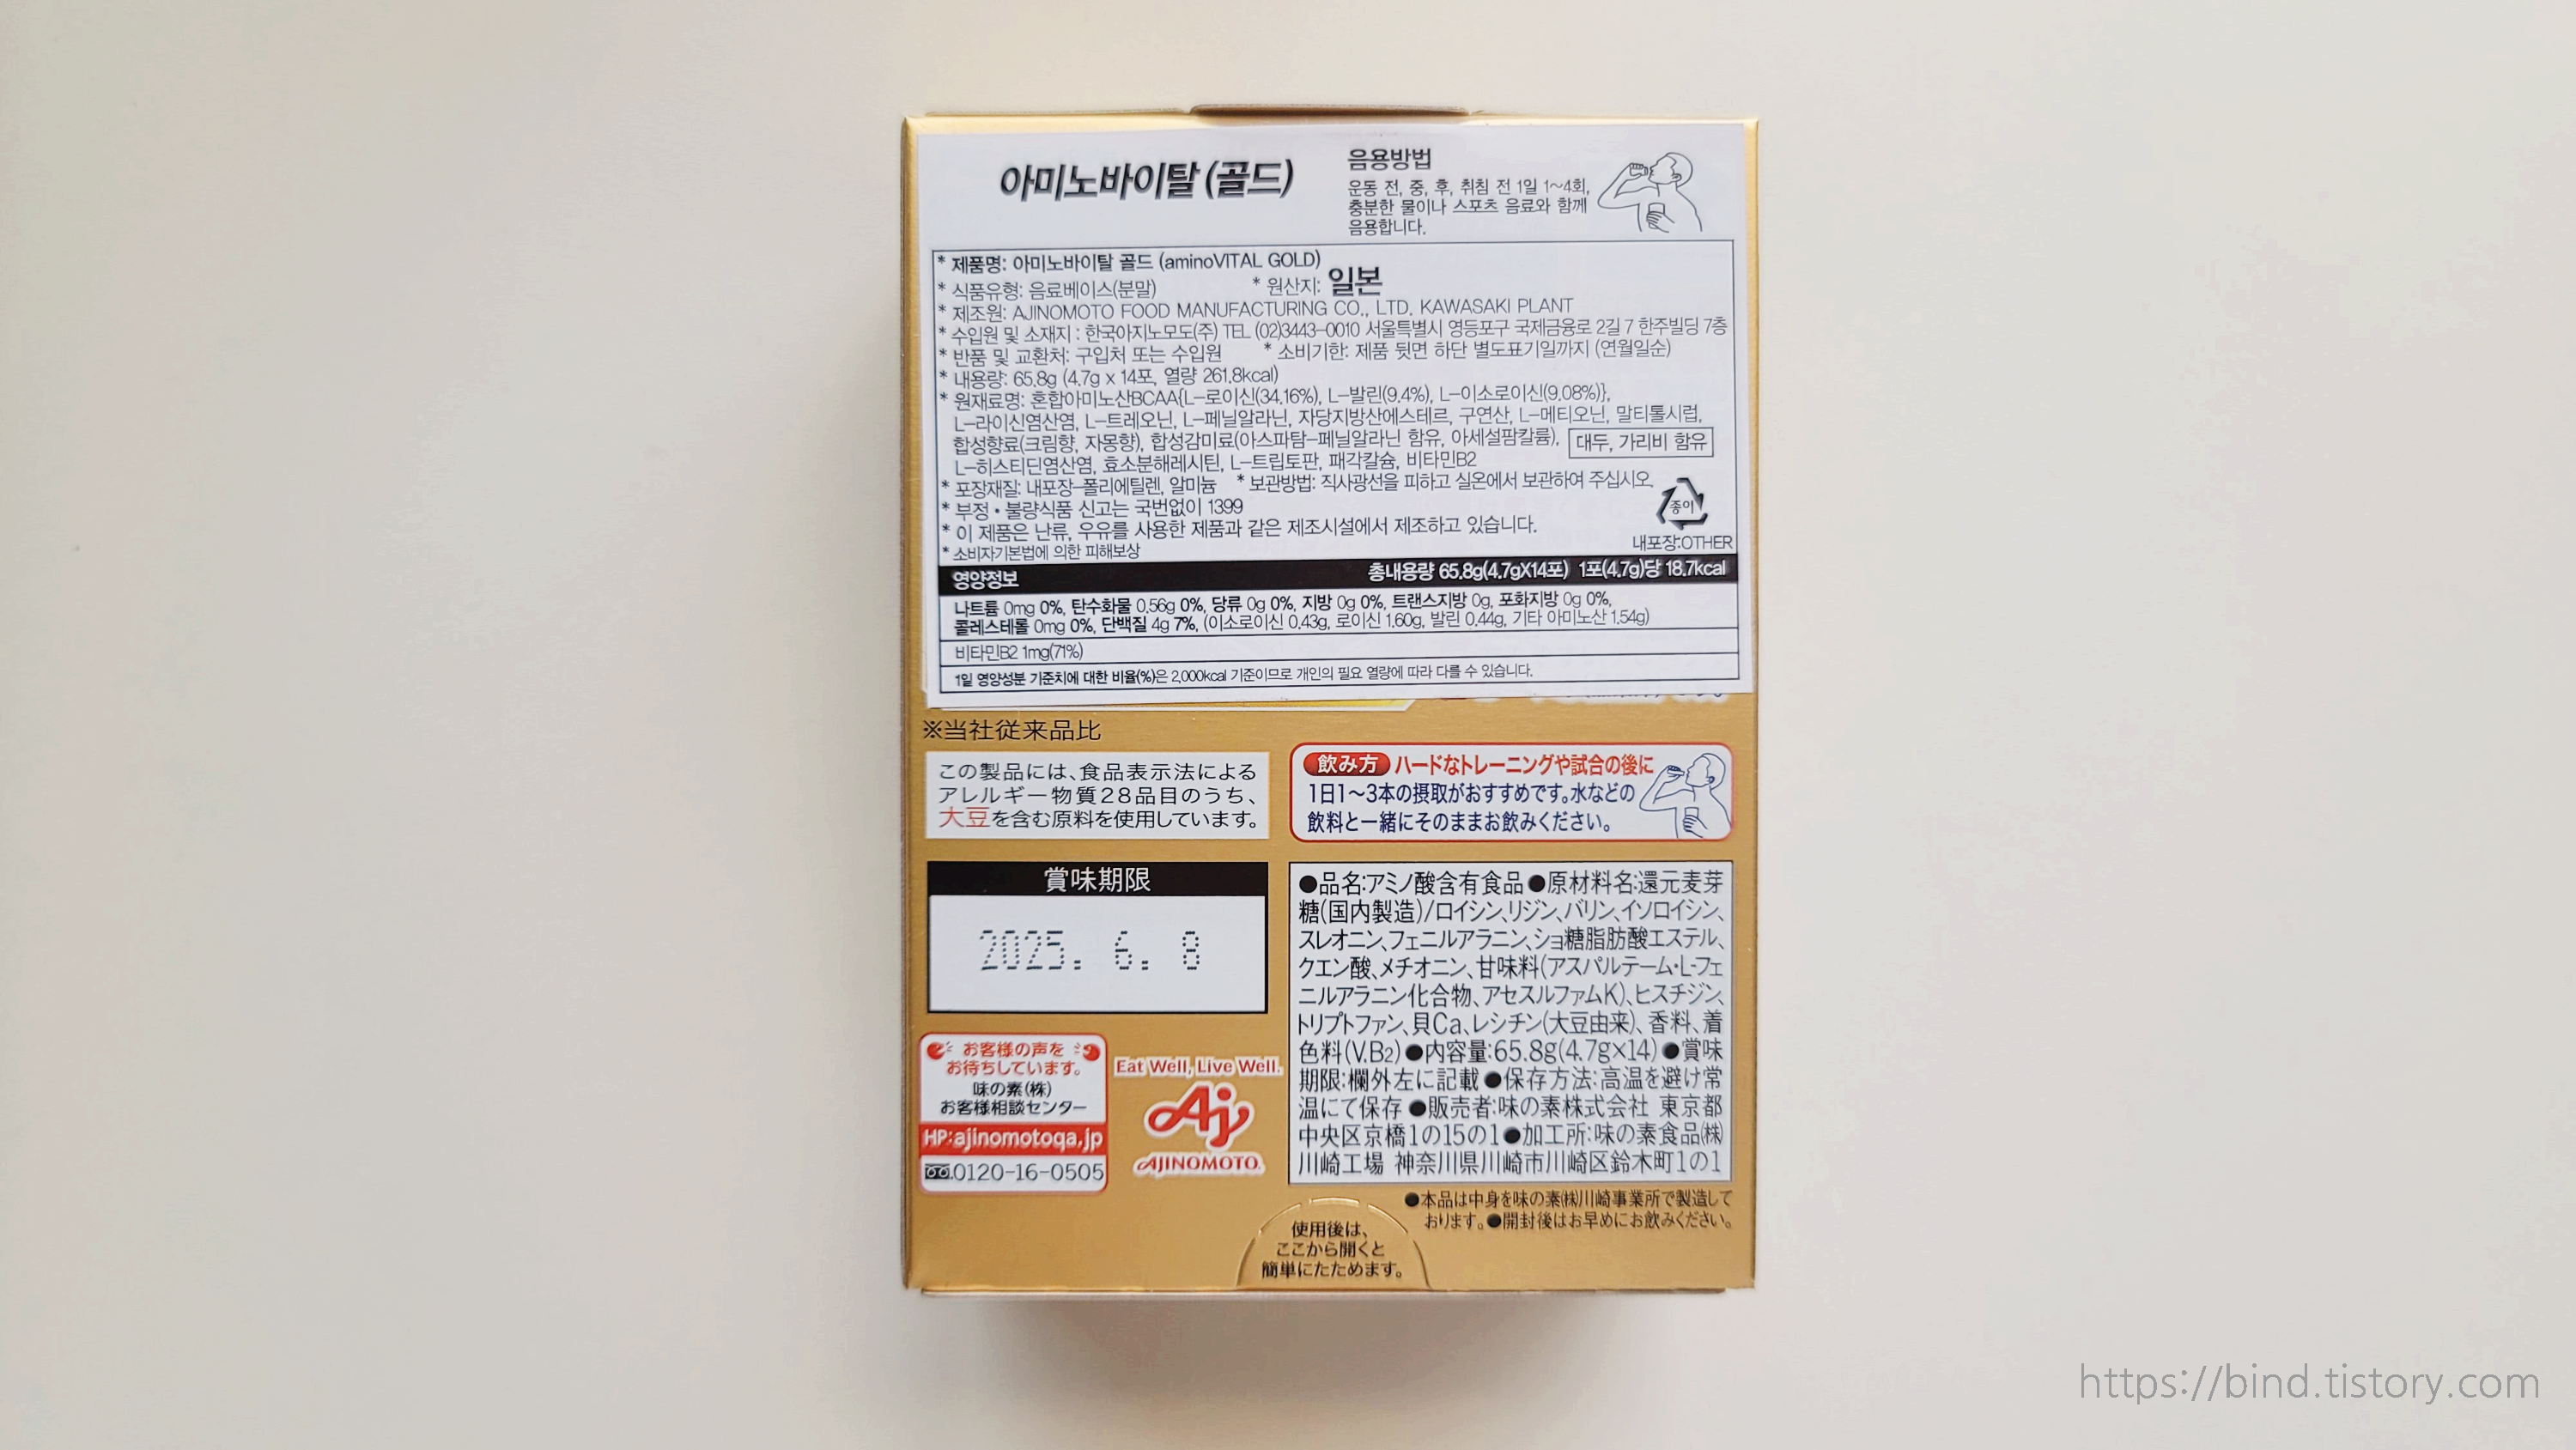 아미노바이탈 (골드)
음용방법
운동 전, 중, 후, 취침 전 1일 1~4회,
충분한 물이나 스포츠 음료와 함께
음용합니다.
* 제품명: 아미노바이탈 골드 (aminoVITAL GOLD)
* 식품유형: 음료베이스(분말) * 원산지: 일본
* 제조원: AJINOMOTO FOOD MANUFACTURING CO., LTD. KAWASAKI PLANT
* 수입원 및 소재지 : 한국아지노모도(주) TEL (02)3443-0010 서울특별시 영등포구 국제금융로 2길 7 한주빌딩 7층
* 반품 및 교환처: 구입처 또는 수입원 * 소비기한: 제품 뒷면 하단 별도표기일까지 (연월일순)
* 내용량: 65.8g (4.7g x 14포, 열량 261.8kcal)
* 원재료명: 혼합아미노산BCAA{L-로이신(34.16%), L-발린(9.4%), L-이소로이신(9.08%)},
L-라이신염산염, L-트레오닌, L-페닐알라닌, 자당지방산에스테르, 구연산, L-메티오닌, 말티톨시럽,
합성향료(크림향, 자몽향), 합성감미료(아스파탐-페닐알라닌 함유, 아세설팜칼륨), 대두, 가리비 함유
L-히스티딘염산염, 효소분해레시틴, L-트립토판, 패각칼슘, 비타민B2
* 포장재질: 내포장-폴리에틸렌, 알미늄 * 보관방법: 직사광선을 피하고 실온에서 보관하여 주십시오.
* 부정•불량식품 신고는 국번없이 1399
* 이 제품은 난류, 우유를 사용한 제품과 같은 제조시설에서 제조하고 있습니다.
* 소비자기본법에 의한 피해보상
종이
내포장:OTHER
영양정보 총내용량 65.8g(4.7gX14포) 1포(4.7g)당 18.7kcal
나트륨 0mg 0%, 탄수화물 0.56g 0%, 당류 0g 0%, 지방 0g 0%, 트랜스지방 0g, 포화지방 0g 0%,
콜레스테롤 0mg 0%, 단백질 4g 7%, (이소로이신 0.43g, 로이신 1.60g, 발린 0.44g, 기타 아미노산 1.54g)
비타민B2 1mg(71%)
1일 영양성분 기준치에 대한 비율(%)은 2,000kcal 기준이므로 개인의 필요 열량에 따라 다를 수 있습니다.
※当社従来品比
この製品には、食品表示法による
アレルギー物質28品目のうち、
大豆を含む原料を使用しています。
飲み方 ハードなトレーニングや試合の後に
1日1〜3本の摂取がおすすめです。水などの
飲料と一緒にそのままお飲みください。
賞味期限
2025. 6. 8
●品名:アミノ酸含有食品●原材料名:還元麦芽
糖(国内製造)/ロイシン、リジン、バリン、イソロイシン、
スレオニン、フェニルアラニン、ショ糖脂肪酸エステル、
クエン酸、メチオニン、甘味料(アスパルテーム・L-フェ
ニルアラニン化合物、アセスルファムK)、ヒスチジン、
トリプトファン、貝Ca、レシチン(大豆由来)、香料、着
色料(V.B2)●内容量:65.8g(4.7g×14)●賞味
期限:欄外左に記載●保存方法:高温を避け常
温にて保存●販売者:味の素株式会社 東京都
中央区京橋1の15の1●加工所:味の素食品㈱
川崎工場 神奈川県川崎市川崎区鈴木町1の1
●本品は中身を味の素㈱川崎事業所で製造して
おります。●開封後はお早めにお飲みください。
お客様の声を
お待ちしています。
味の素(株)
お客様相談センター
HP:ajinomotoqa.jp
0120-16-0505
Eat Well, Live Well.
Aj
AJINOMOTO.
使用後は、
ここから開くと
簡単にたためます。
https://bind.tistory.com